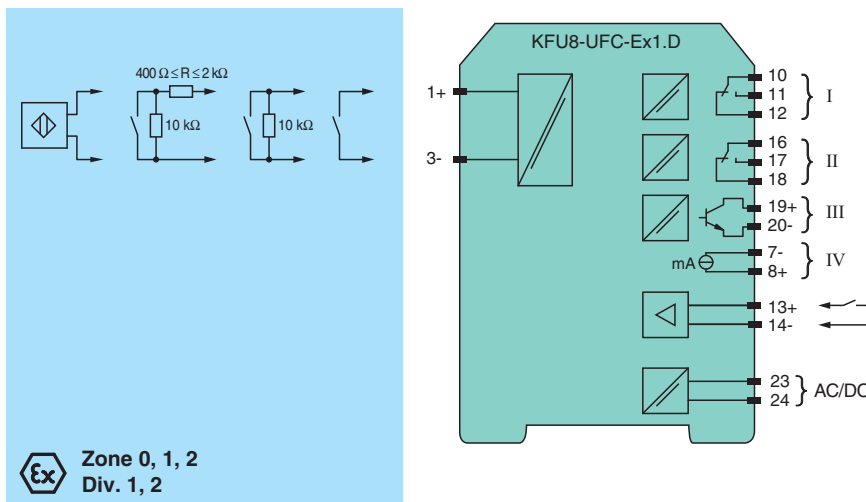 400 Ω ≤ R ≤ 2 kΩ
10 kΩ
10 kΩ
Ex
Zone 0, 1, 2
Div. 1, 2
KFU8-UFC-Ex1.D
1+
3-
10
11
12
I
16
17
18
II
19+
20-
III
mA
7-
8+
IV
13+
14-
23
24
AC/DC